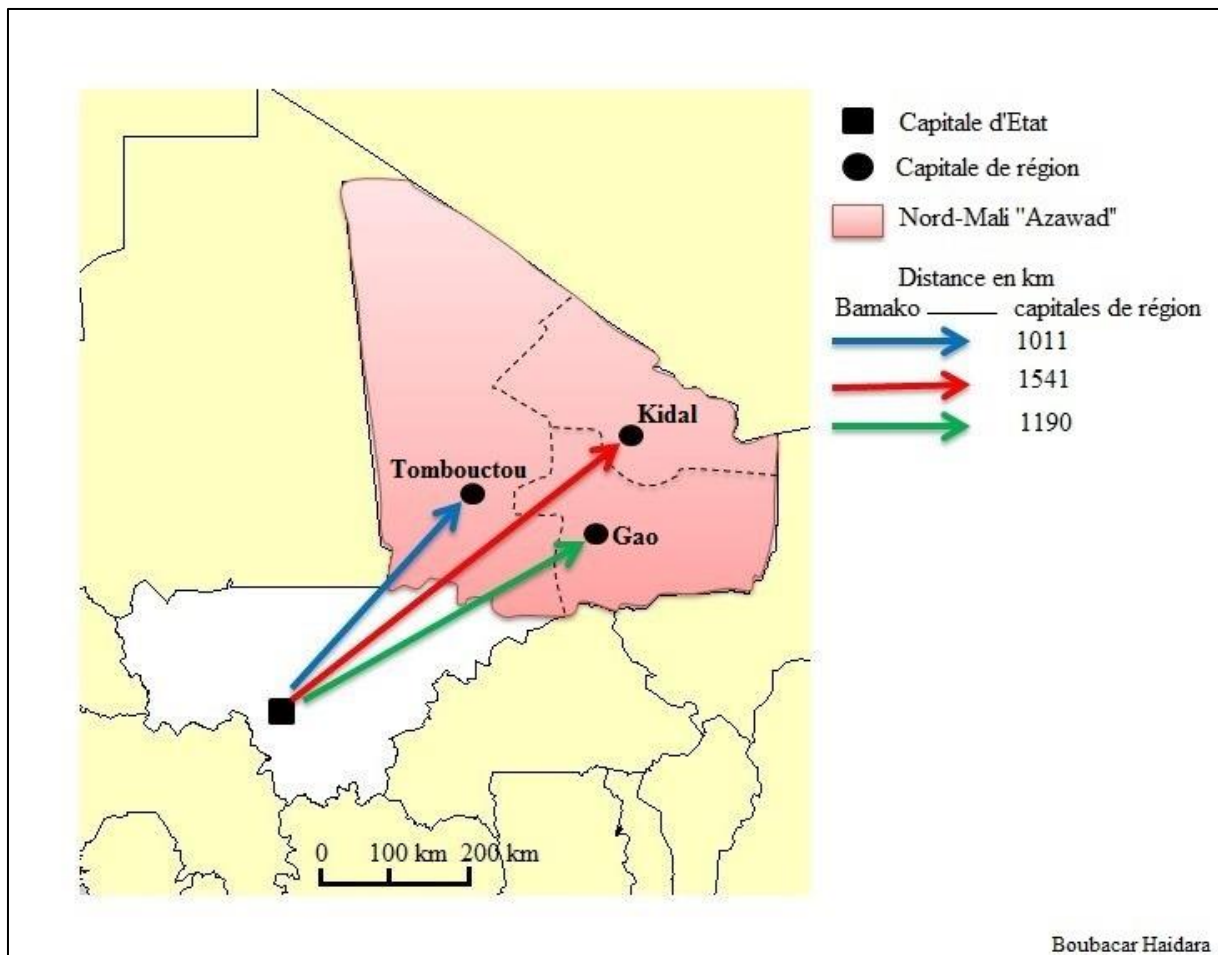 Capitale d'Etat
Capitale de région
Nord-Mali "Azawad"
Distance en km
Bamako ——— capitales de région
1011
1541
1190
Kidal
Tombouctou
Gao
0 100 km 200 km
Boubacar Haidara